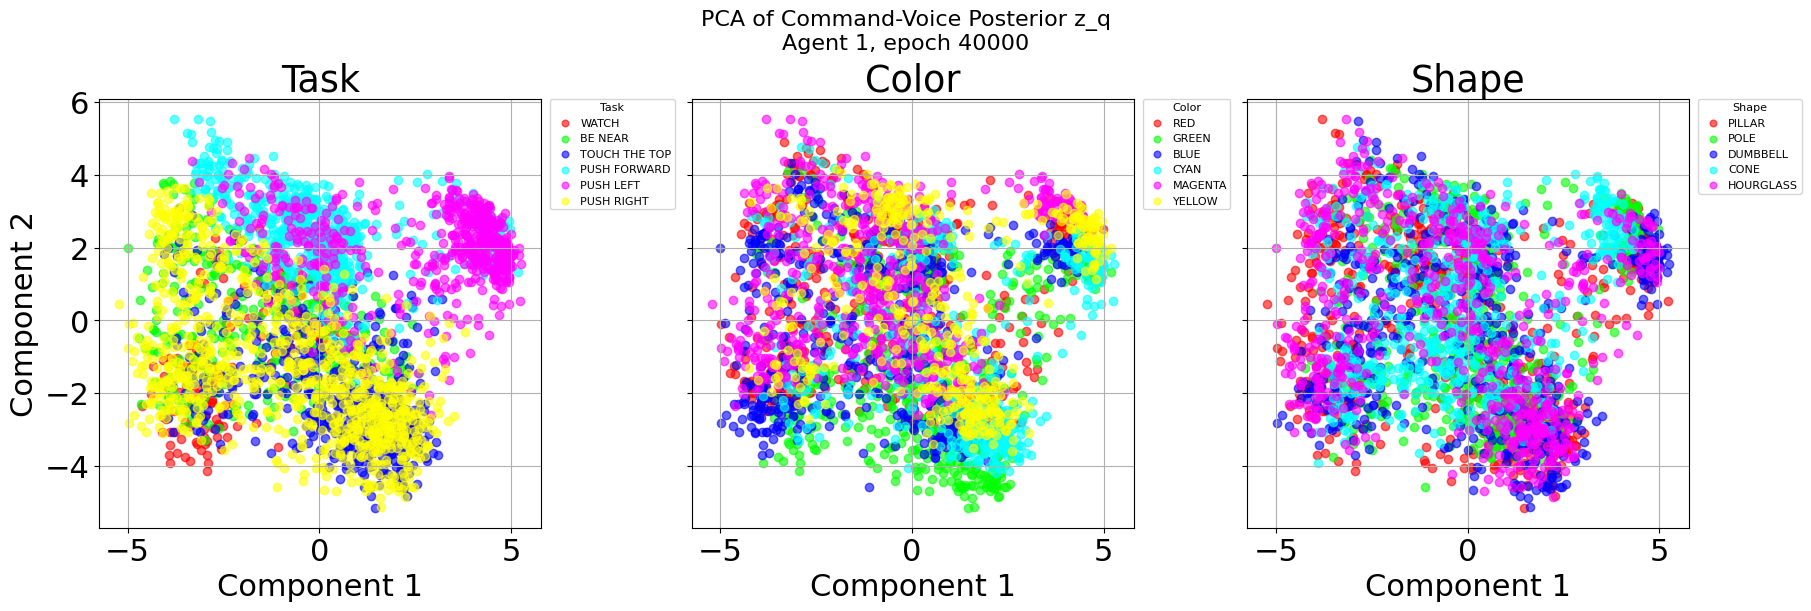 PCA of Command-Voice Posterior z_q
Agent 1, epoch 40000
Task
Component 2
6
4
2
0
−2
−4
−5
0
5
Component 1
Task
WATCH
BE NEAR
TOUCH THE TOP
PUSH FORWARD
PUSH LEFT
PUSH RIGHT
Color
−5
0
5
Component 1
Color
RED
GREEN
BLUE
CYAN
MAGENTA
YELLOW
Shape
−5
0
5
Component 1
Shape
PILLAR
POLE
DUMBBELL
CONE
HOURGLASS